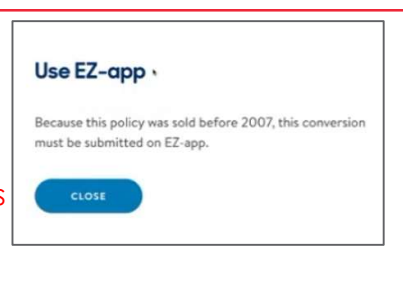 Use EZ-app
Because this policy was sold before 2007, this conversion
must be submitted on EZ-app.
CLOSE